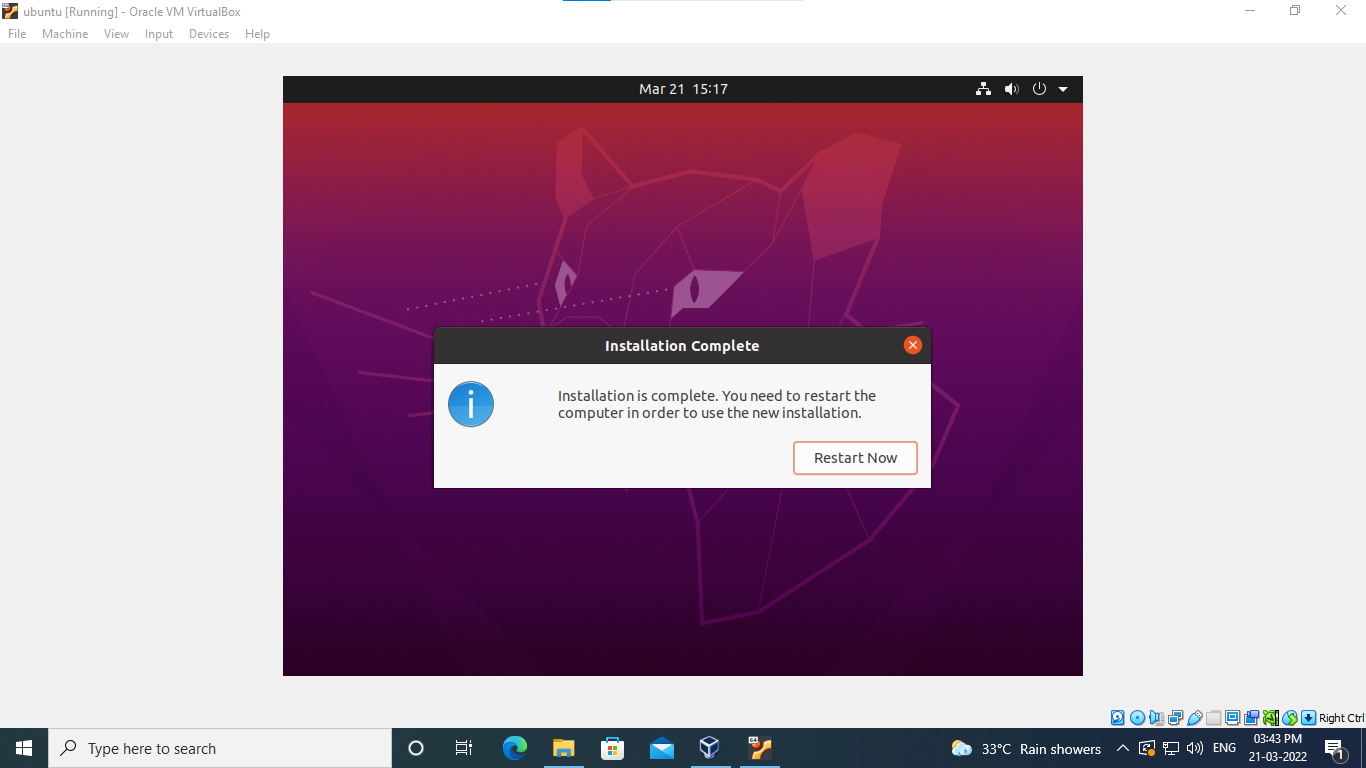 ubuntu [Running] - Oracle VM VirtualBox
File Machine View Input Devices Help
Mar 21 15:17
Installation Complete
Installation is complete. You need to restart the
computer in order to use the new installation.
Restart Now
Right Ctrl
Type here to search
33°C Rain showers
ENG
03:43 PM
21-03-2022
1